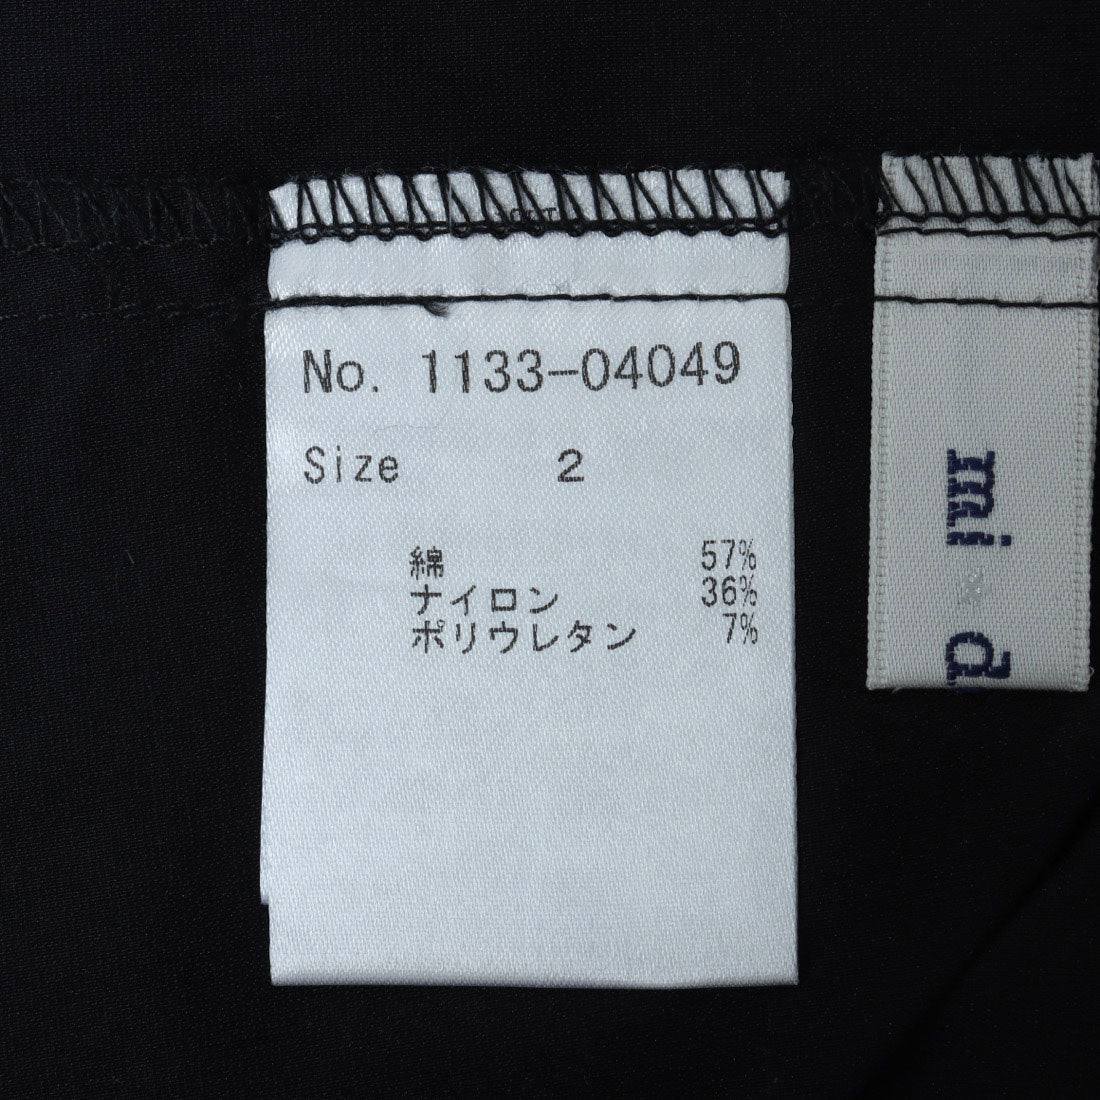 No. 1133-04049
Size 2
綿 57%
ナイロン 36%
ポリウレタン 7%
mi d